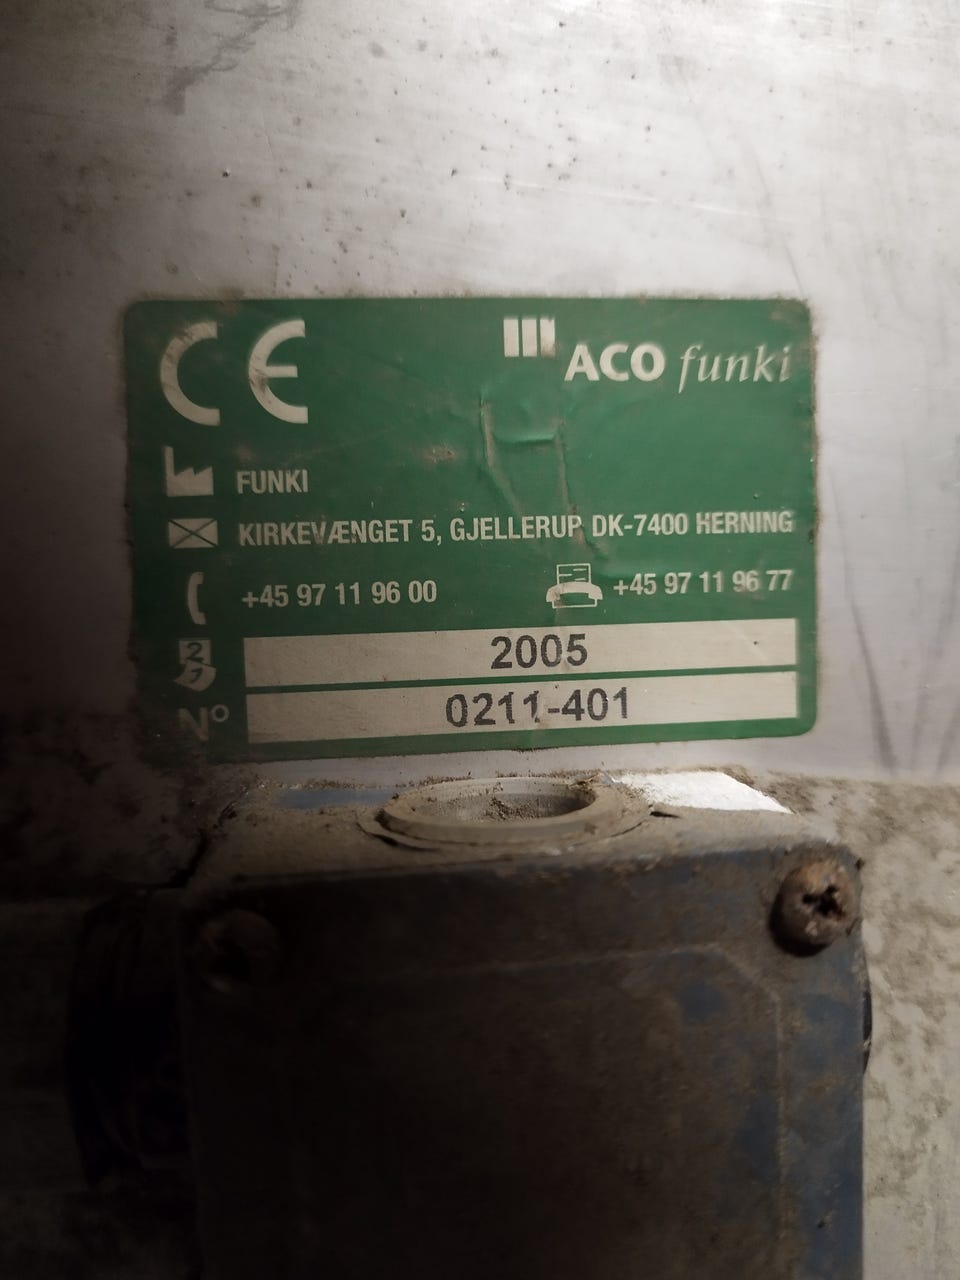 CE
ACO funki
FUNKI
KIRKEVÆNGET 5, GJELLERUP, DK-7400 HERNING
+45 97 11 96 00 +45 97 11 96 77
2005
Nº 0211-401